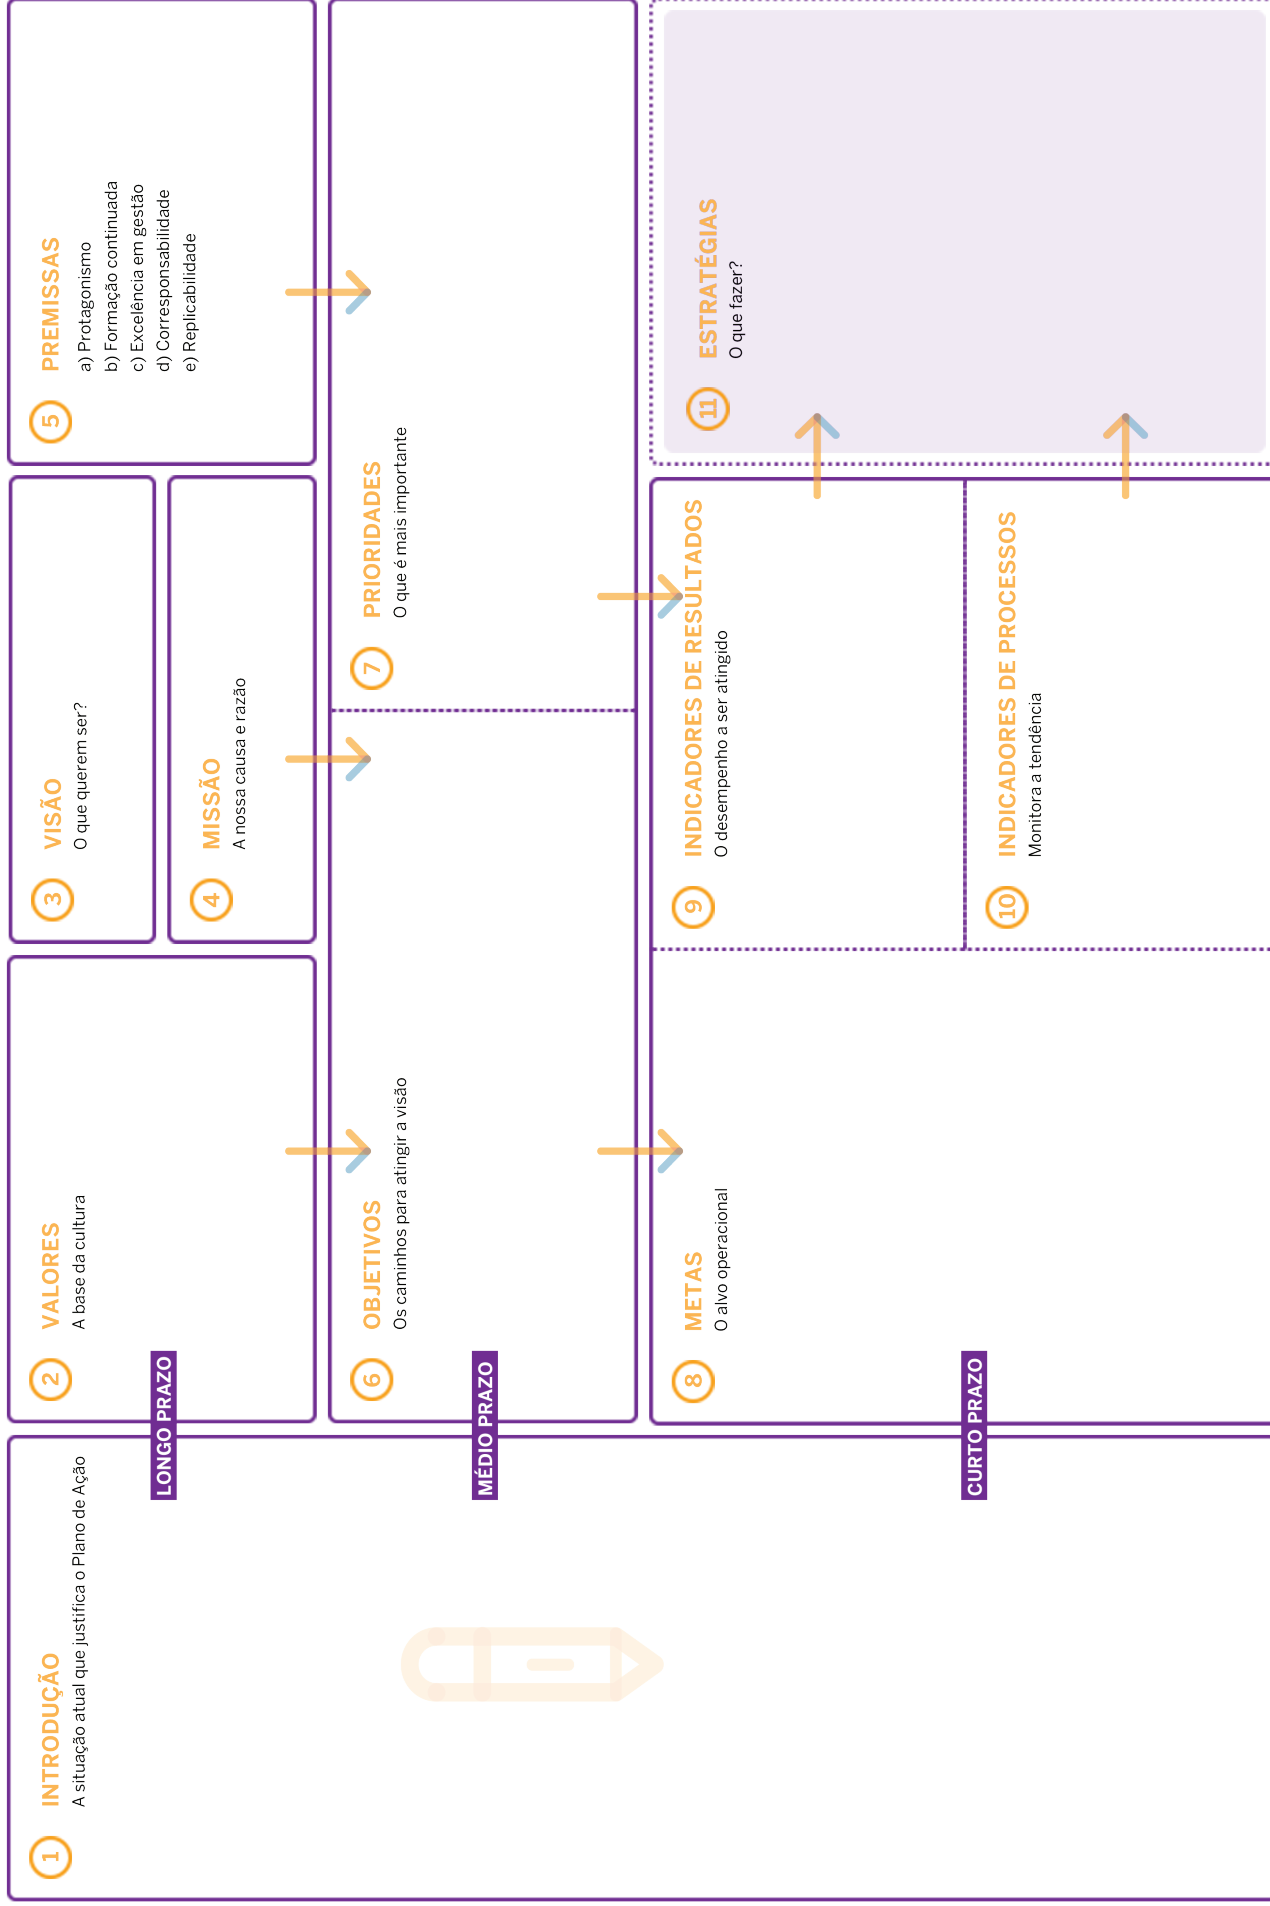 1
INTRODUÇÃO
A situação atual que justifica o Plano de Ação
LONGO PRAZO
2
VALORES
A base da cultura
3
VISÃO
O que querem ser?
4
MISSÃO
A nossa causa e razão
5
PREMISSAS
a) Protagonismo
b) Formação continuada
c) Excelência em gestão
d) Corresponsabilidade
e) Replicabilidade
MÉDIO PRAZO
6
OBJETIVOS
Os caminhos para atingir a visão
7
PRIORIDADES
O que é mais importante
CURTO PRAZO
8
METAS
O alvo operacional
9
INDICADORES DE RESULTADOS
O desempenho a ser atingido
10
INDICADORES DE PROCESSOS
Monitora a tendência
11
ESTRATÉGIAS
O que fazer?